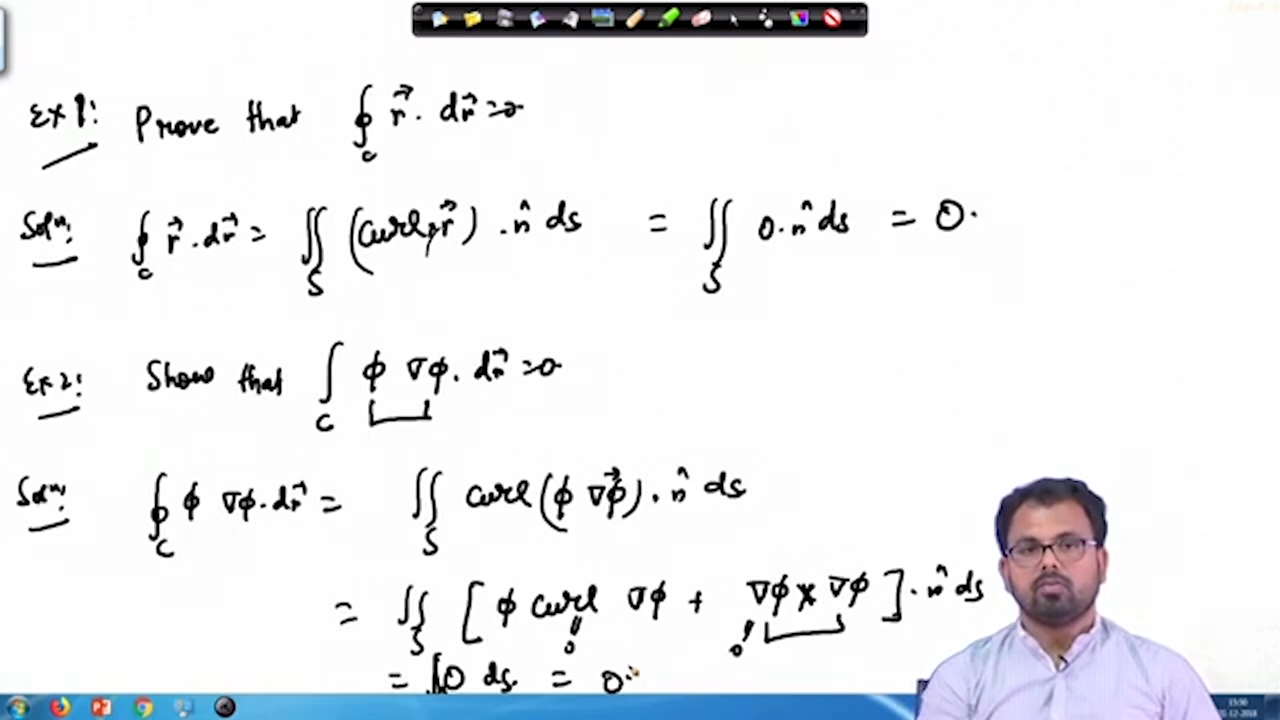 Ex 1: Prove that ∮_C r⃗ · dr⃗ = 0
Soln: ∮_C r⃗ · dr⃗ = ∬_S (curl r⃗) · n̂ ds = ∬_S 0 · n̂ ds = 0.
Ex 2: Show that ∫_C φ ∇φ · dr⃗ = 0
Soln: ∮_C φ ∇φ · dr⃗ = ∬_S curl (φ ∇φ⃗) · n̂ ds
= ∬_S [φ curl ∇φ + ∇φ × ∇φ] · n̂ ds
0 0
= ∬ 0 ds = 0.
15:50